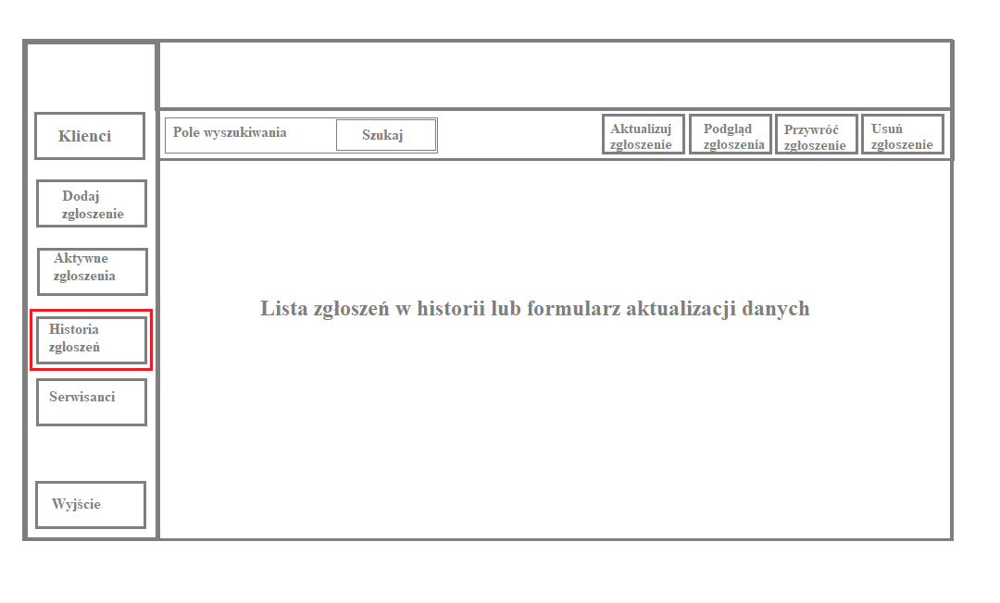 Klienci
Dodaj
zgłoszenie
Aktywne
zgłoszenia
Historia
zgłoszeń
Serwisanci
Wyjście
Pole wyszukiwania
Szukaj
Aktualizuj
zgłoszenie
Podgląd
zgłoszenia
Przywróć
zgłoszenie
Usuń
zgłoszenie
Lista zgłoszeń w historii lub formularz aktualizacji danych